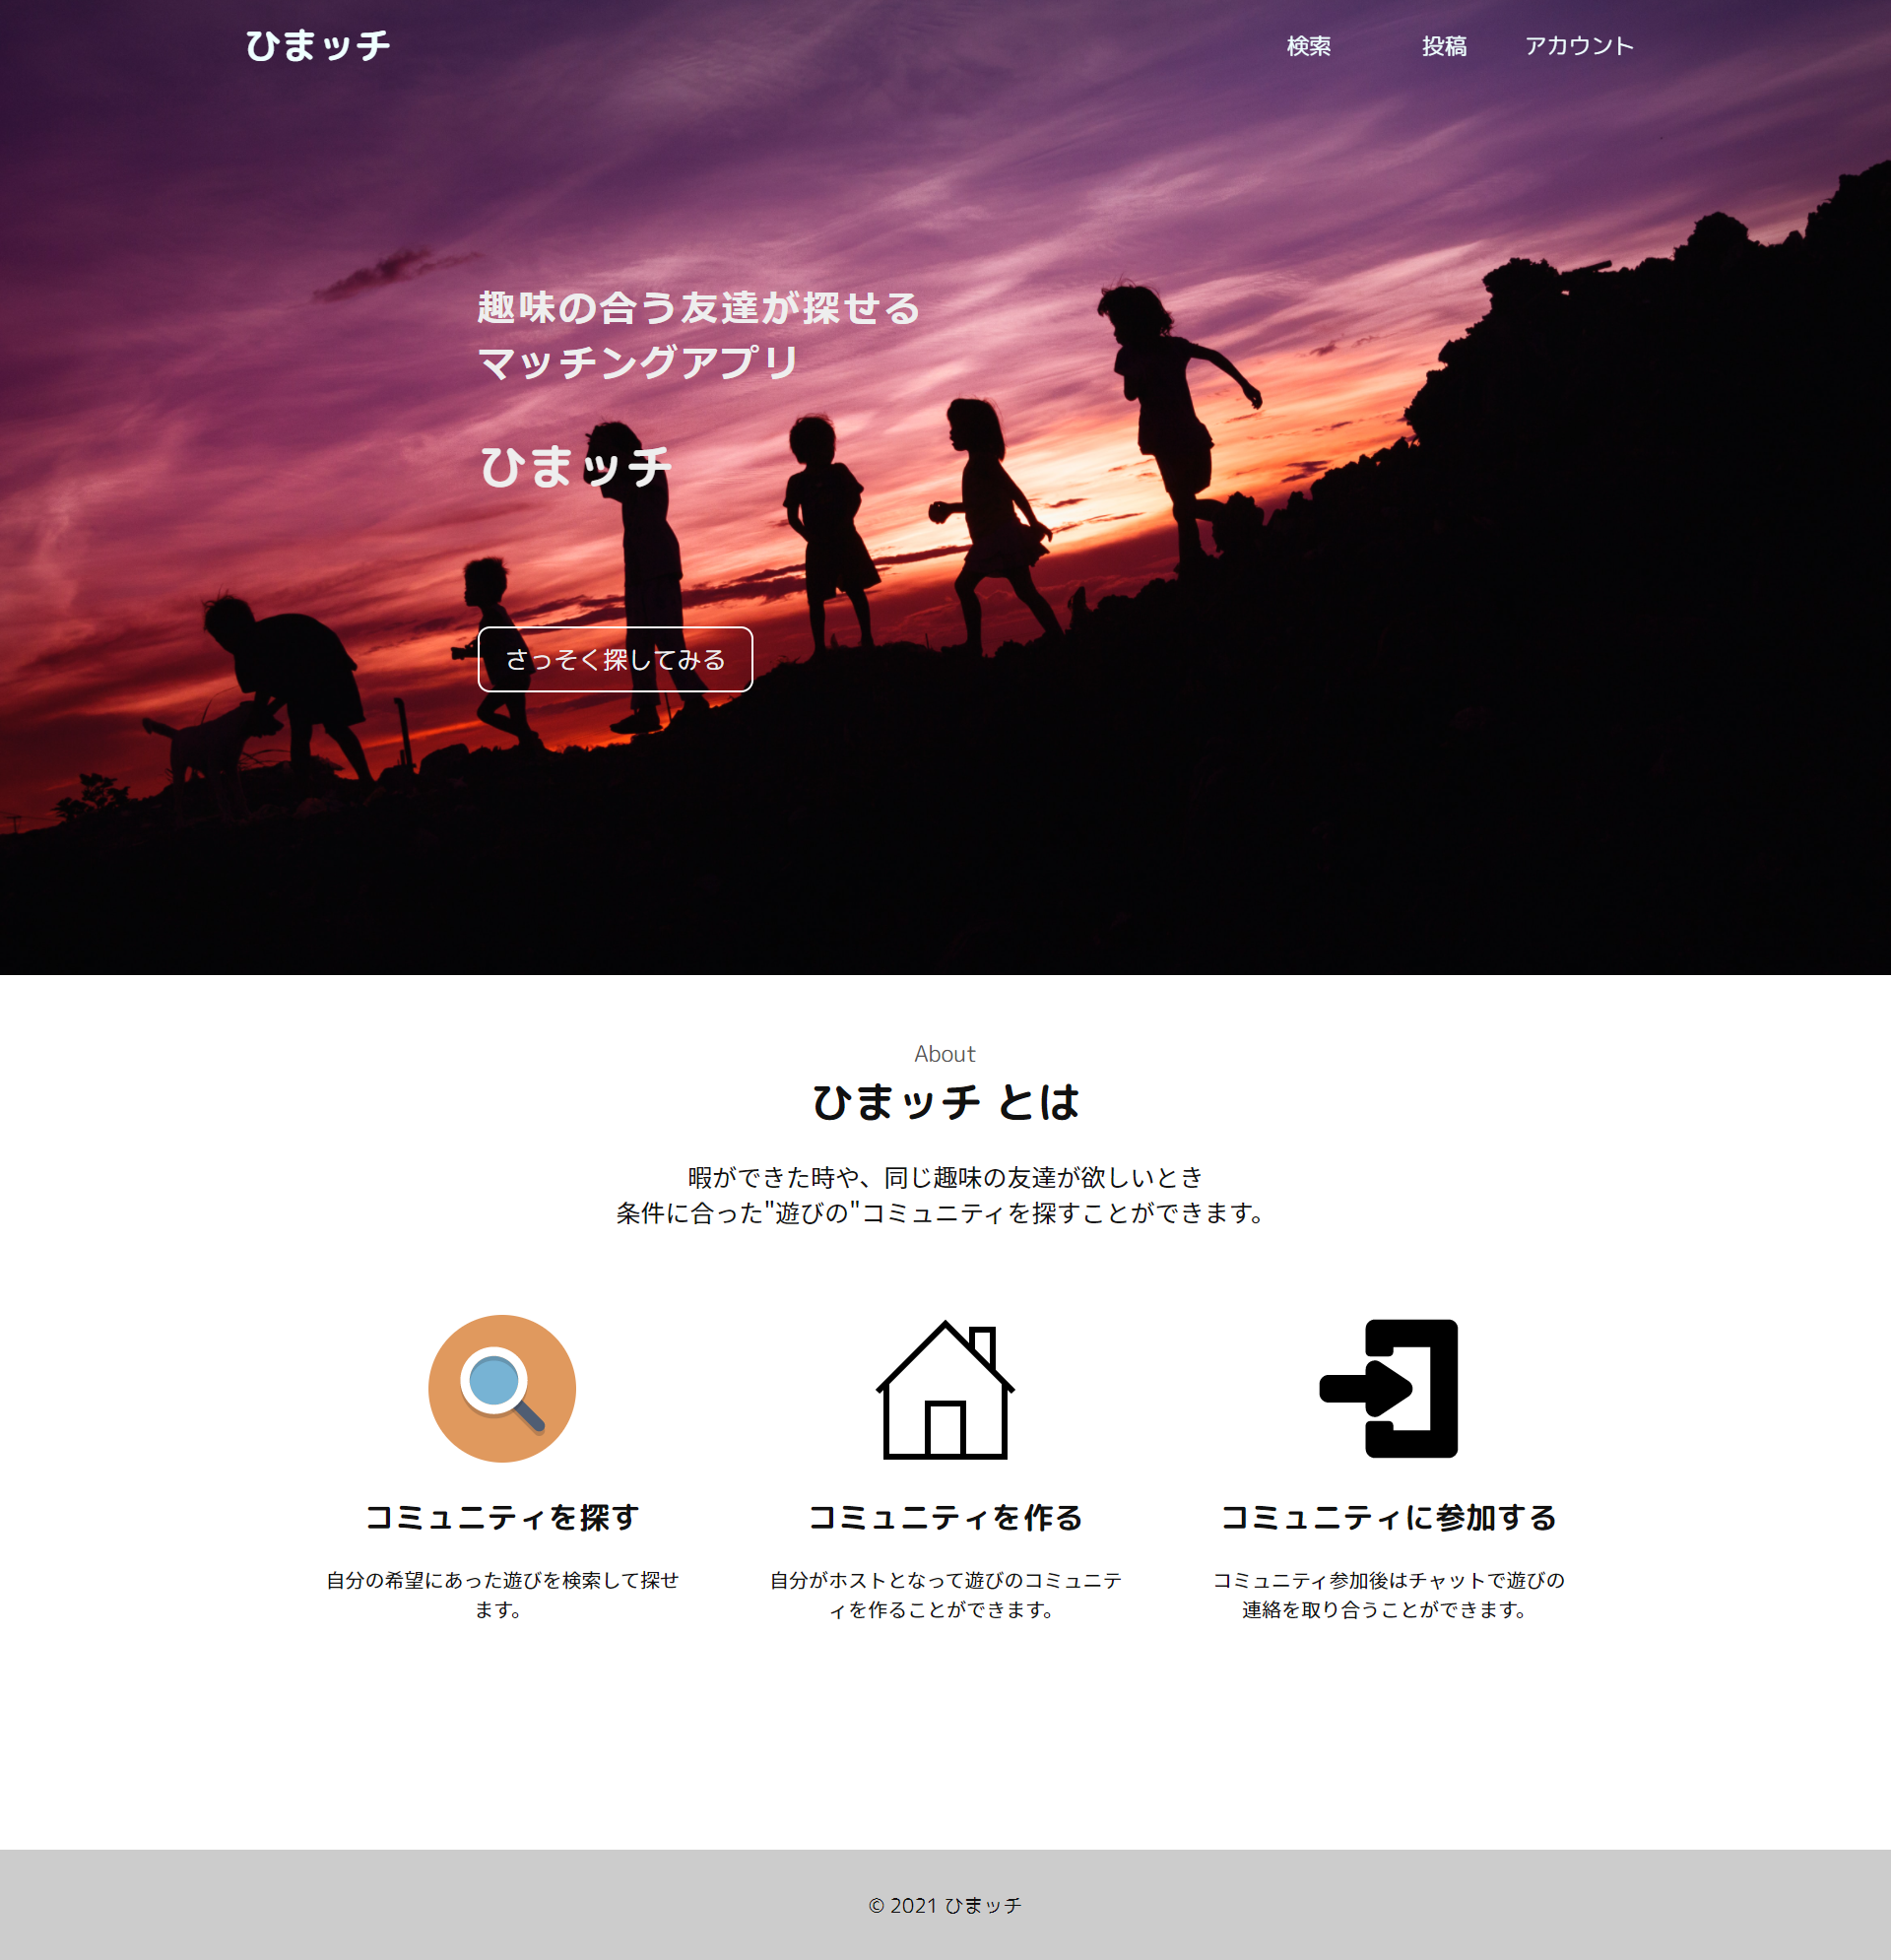 ひまッチ
検索
投稿
アカウント
趣味の合う友達が探せる
マッチングアプリ
ひまッチ
さっそく探してみる
About
ひまッチ とは
暇ができた時や、同じ趣味の友達が欲しいとき
条件に合った"遊びの"コミュニティを探すことができます。
コミュニティを探す
自分の希望にあった遊びを検索して探せ
ます。
コミュニティを作る
自分がホストとなって遊びのコミュニテ
ィを作ることができます。
コミュニティに参加する
コミュニティ参加後はチャットで遊びの
連絡を取り合うことができます。
© 2021 ひまッチ